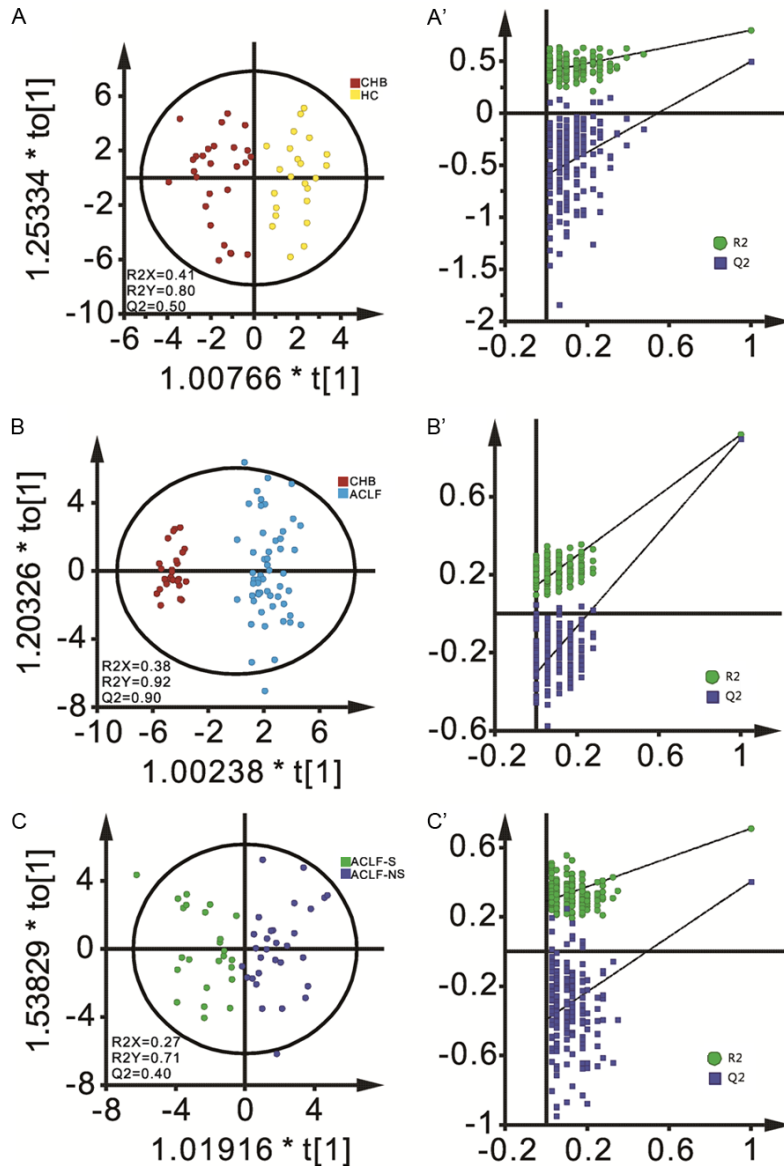 A
CHB
HC
6
2
-2
-6
-10
1.25334 * to[1]
R2X=0.41
R2Y=0.80
Q2=0.50
-6 -4 -2 0 2 4
1.00766 * t[1]
A'
0.5
0
-0.5
-1
-1.5
-2
R2
Q2
-0.2 0.2 0.6 1
B
CHB
ACLF
4
0
-4
-8
1.20326 * to[1]
R2X=0.38
R2Y=0.92
Q2=0.90
-10 -6 -2 2 6
1.00238 * t[1]
B'
0.6
0.2
-0.2
-0.6
R2
Q2
-0.2 0.2 0.6 1
C
ACLF-S
ACLF-NS
4
0
-4
-8
1.53829 * to[1]
R2X=0.27
R2Y=0.71
Q2=0.40
-8 -4 0 4
1.01916 * t[1]
C'
0.6
0.2
-0.2
-0.6
-1
R2
Q2
-0.2 0.2 0.6 1